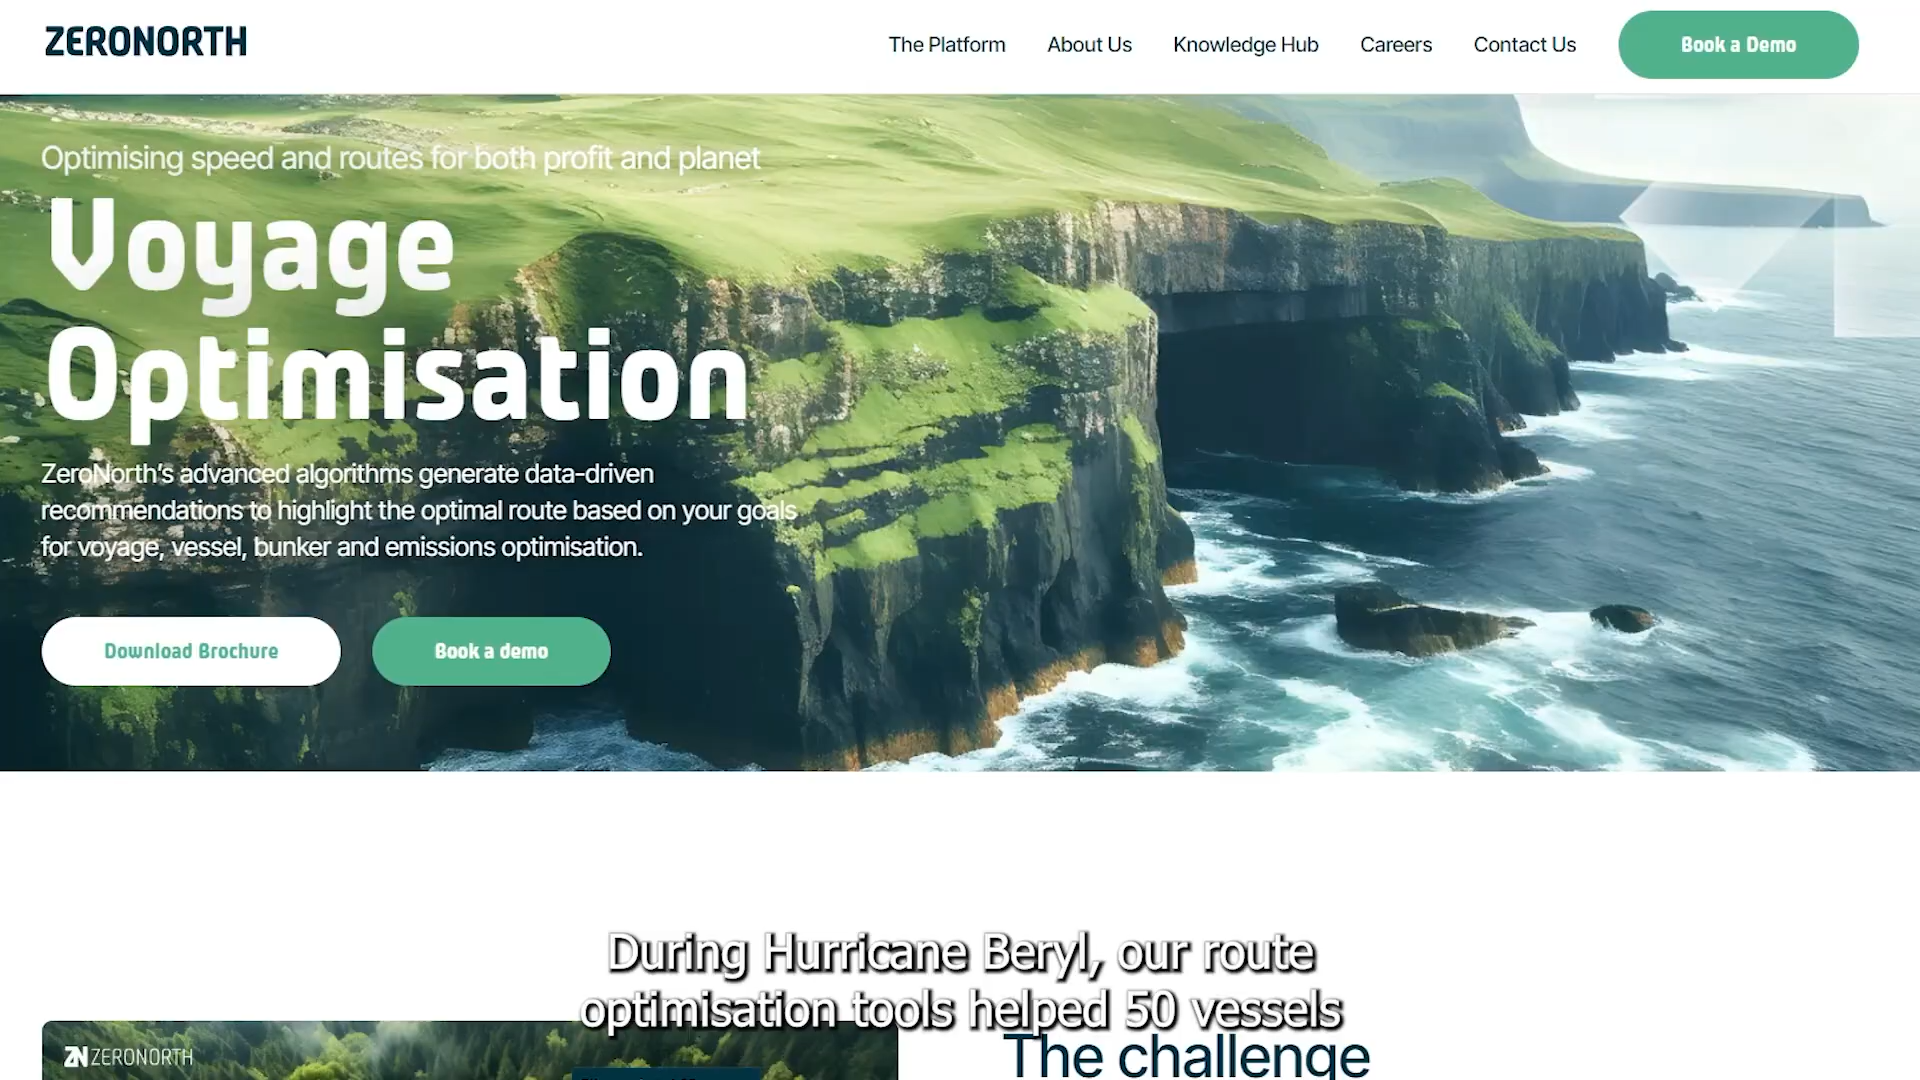 ZERONORTH
The Platform
About Us
Knowledge Hub
Careers
Contact Us
Book a Demo
Optimising speed and routes for both profit and planet
Voyage
Optimisation
ZeroNorth's advanced algorithms generate data-driven
recommendations to highlight the optimal route based on your goals
for voyage, vessel, bunker and emissions optimisation.
Download Brochure
Book a demo
During Hurricane Beryl, our route
optimisation tools helped 50 vessels
ZN ZERONORTH
The challenge